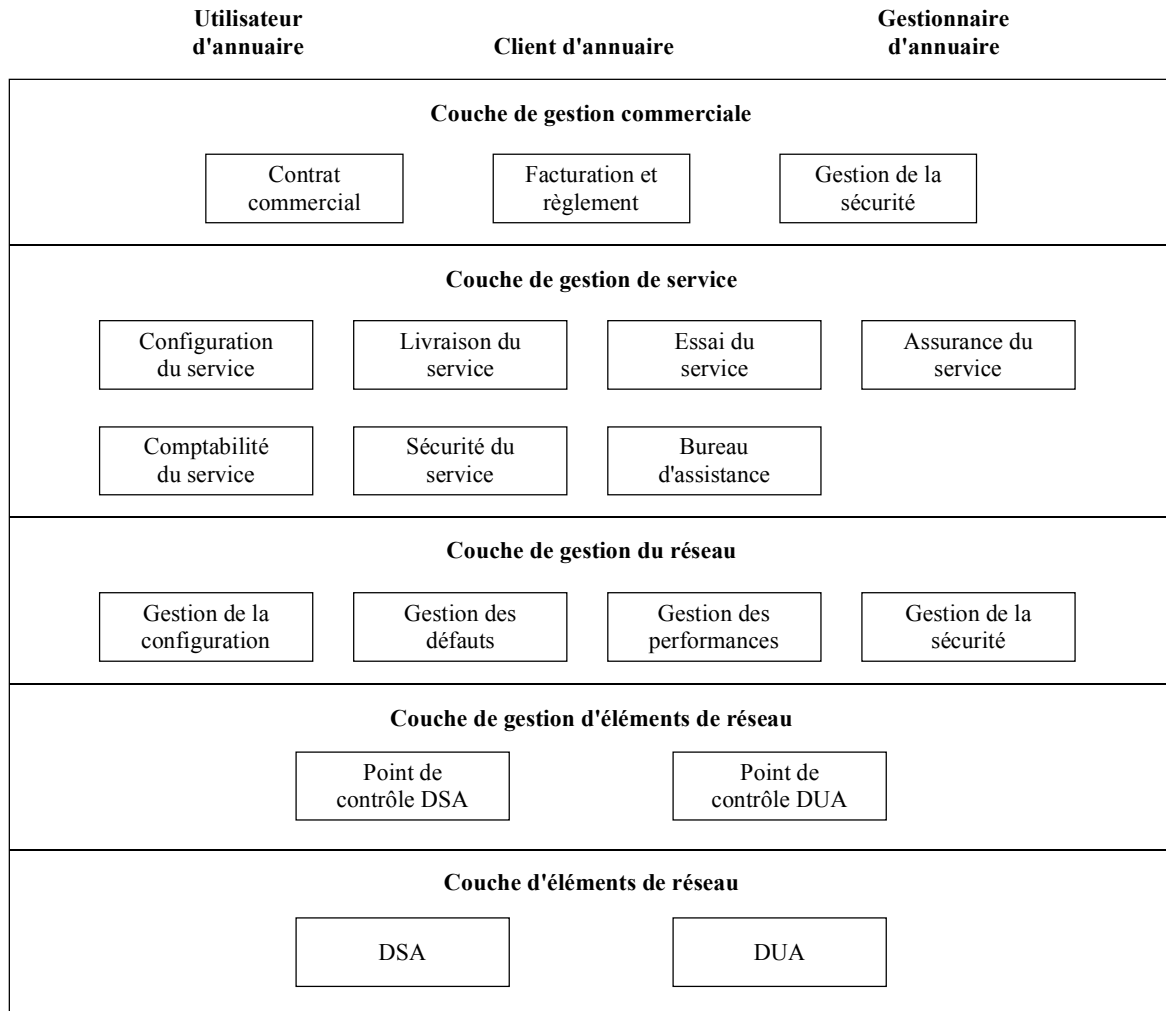 Utilisateur
d'annuaire
Client d'annuaire
Gestionnaire
d'annuaire
Couche de gestion commerciale
Contrat
commercial
Facturation et
règlement
Gestion de la
sécurité
Couche de gestion de service
Configuration
du service
Livraison du
service
Essai du
service
Assurance du
service
Comptabilité
du service
Sécurité du
service
Bureau
d'assistance
Couche de gestion du réseau
Gestion de la
configuration
Gestion des
défauts
Gestion des
performances
Gestion de la
sécurité
Couche de gestion d'éléments de réseau
Point de
contrôle DSA
Point de
contrôle DUA
Couche d'éléments de réseau
DSA
DUA